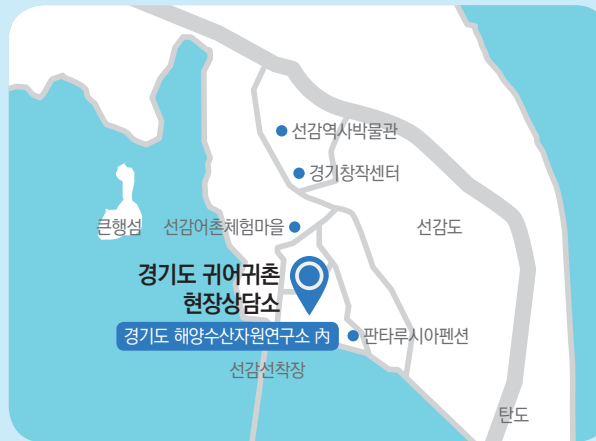 선감역사박물관
경기창작센터
큰행섬
선감어촌체험마을
선감도
경기도 귀어귀촌
현장상담소
경기도 해양수산자원연구소 內
판타루시아펜션
선감선착장
탄도